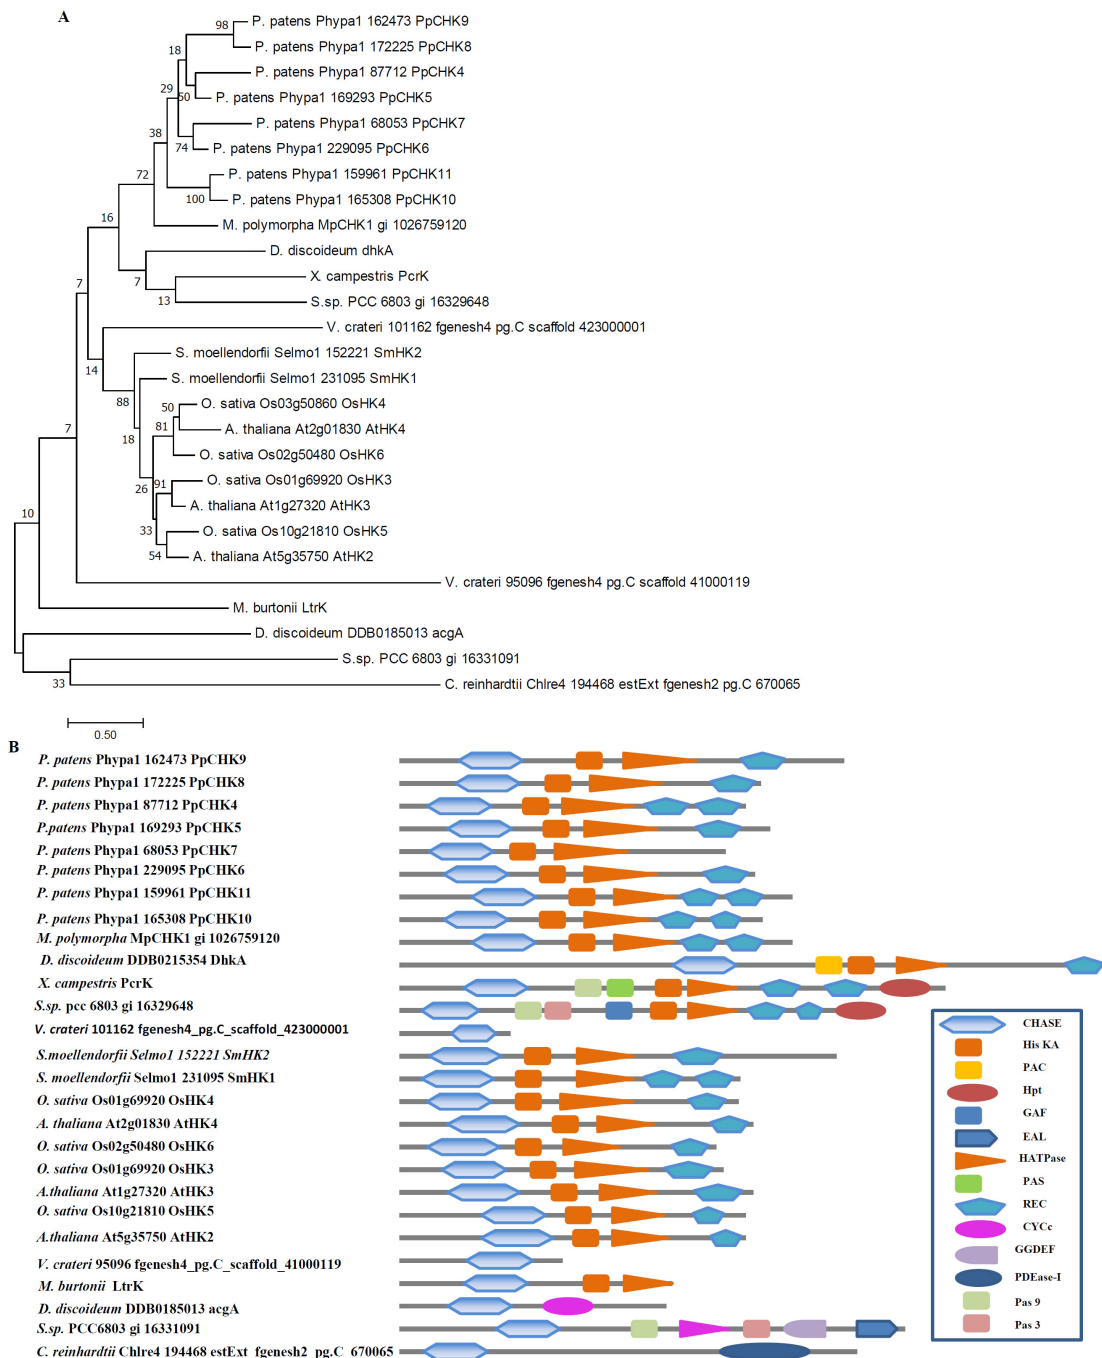 A
98
P. patens Phypa1 162473 PpCHK9
18
P. patens Phypa1 172225 PpCHK8
P. patens Phypa1 87712 PpCHK4
29
50
P. patens Phypa1 169293 PpCHK5
P. patens Phypa1 68053 PpCHK7
38
74
P. patens Phypa1 229095 PpCHK6
72
P. patens Phypa1 159961 PpCHK11
100
P. patens Phypa1 165308 PpCHK10
16
M. polymorpha MpCHK1 gi 1026759120
D. discoideum dhkA
7
7
X. campestris PcrK
13
S.sp. PCC 6803 gi 16329648
V. crateri 101162 fgenesh4 pg.C scaffold 423000001
14
S. moellendorfii Selmo1 152221 SmHK2
S. moellendorfii Selmo1 231095 SmHK1
88
50
O. sativa Os03g50860 OsHK4
7
81
A. thaliana At2g01830 AtHK4
18
O. sativa Os02g50480 OsHK6
26
91
O. sativa Os01g69920 OsHK3
A. thaliana At1g27320 AtHK3
10
33
O. sativa Os10g21810 OsHK5
54
A. thaliana At5g35750 AtHK2
V. crateri 95096 fgenesh4 pg.C scaffold 41000119
M. burtonii LtrK
D. discoideum DDB0185013 acgA
S.sp. PCC 6803 gi 16331091
33
C. reinhardtii Chlre4 194468 estExt fgenesh2 pg.C 670065
0.50
B
P. patens Phypa1 162473 PpCHK9
P. patens Phypa1 172225 PpCHK8
P. patens Phypa1 87712 PpCHK4
P.patens Phypa1 169293 PpCHK5
P. patens Phypa1 68053 PpCHK7
P. patens Phypa1 229095 PpCHK6
P. patens Phypa1 159961 PpCHK11
P. patens Phypa1 165308 PpCHK10
M. polymorpha MpCHK1 gi 1026759120
D. discoideum DDB0215354 DhkA
X. campestris PcrK
S.sp. pcc 6803 gi 16329648
V. crateri 101162 fgenesh4_pg.C_scaffold_423000001
S.moellendorfii Selmo1 152221 SmHK2
S. moellendorfii Selmo1 231095 SmHK1
O. sativa Os01g69920 OsHK4
A. thaliana At2g01830 AtHK4
O. sativa Os02g50480 OsHK6
O. sativa Os01g69920 OsHK3
A.thaliana At1g27320 AtHK3
O. sativa Os10g21810 OsHK5
A.thaliana At5g35750 AtHK2
V. crateri 95096 fgenesh4_pg.C_scaffold_41000119
M. burtonii LtrK
D. discoideum DDB0185013 acgA
S.sp. PCC6803 gi 16331091
C. reinhardtii Chlre4 194468 estExt fgenesh2 pg.C 670065
CHASE
His KA
PAC
Hpt
GAF
EAL
HATPase
PAS
REC
CYCc
GGDEF
PDEase-I
Pas 9
Pas 3